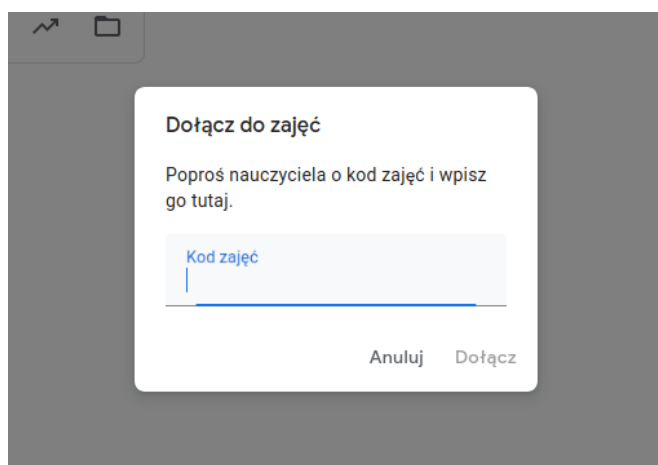 Dołącz do zajęć
Poproś nauczyciela o kod zajęć i wpisz
go tutaj.
Kod zajęć
Anuluj Dołącz